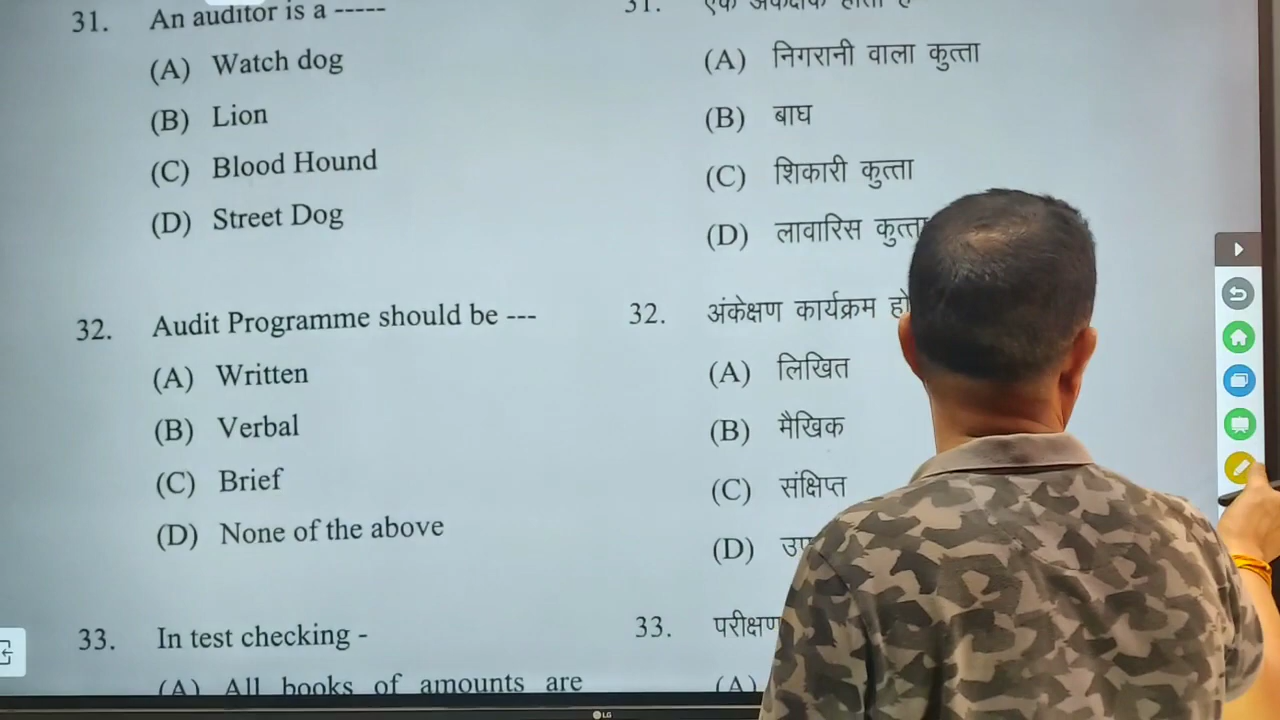 31. An auditor is a -----
(A) Watch dog
(B) Lion
(C) Blood Hound
(D) Street Dog
32. Audit Programme should be ---
(A) Written
(B) Verbal
(C) Brief
(D) None of the above
33. In test checking -
(A) All books of amounts are
31.
(A) निगरानी वाला कुत्ता
(B) बाघ
(C) शिकारी कुत्ता
(D) लावारिस कुत्ता
32. अंकेक्षण कार्यक्रम
(A) लिखित
(B) मैखिक
(C) संक्षिप्त
(D)
33. परीक्षण
(A)
LG